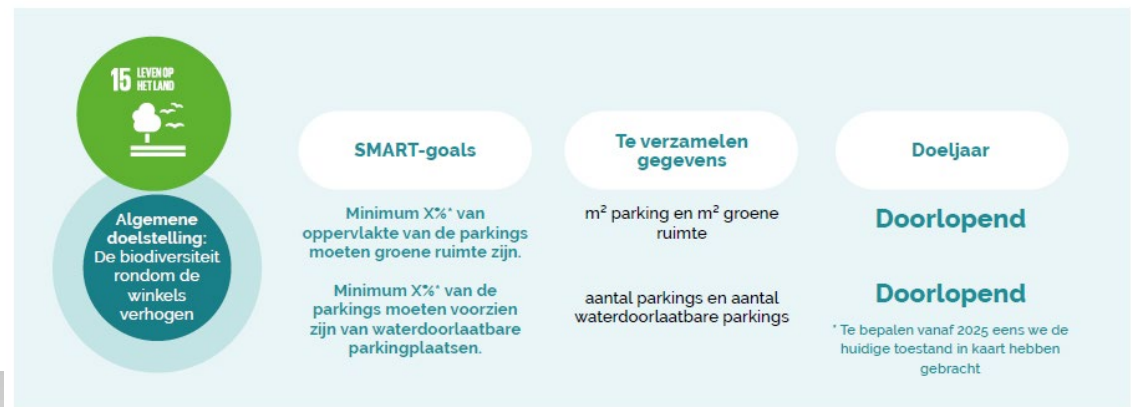 15 LEVEN OP
HET LAND
Algemene
doelstelling:
De biodiversiteit
rondom de
winkels
verhogen
SMART-goals
Te verzamelen
gegevens
Doeljaar
Minimum X%* van
oppervlakte van de parkings
moeten groene ruimte zijn.
m² parking en m² groene
ruimte
Doorlopend
Minimum X%* van de
parkings moeten voorzien
zijn van waterdoorlaatbare
parkingplaatsen.
aantal parkings en aantal
waterdoorlaatbare parkings
Doorlopend
* Te bepalen vanaf 2025 eens we de
huidige toestand in kaart hebben
gebracht